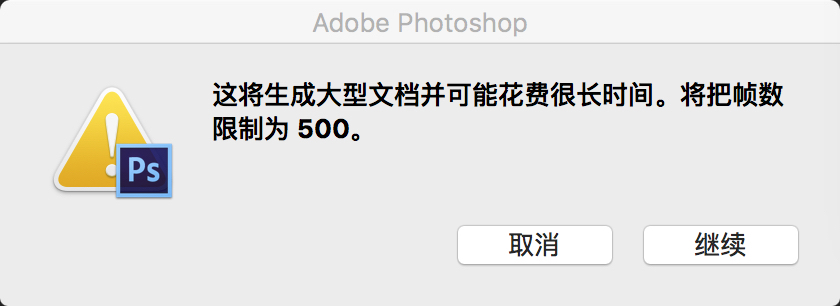 Adobe Photoshop
这将生成大型文档并可能花费很长时间。将把帧数
限制为 500。
Ps
取消
继续